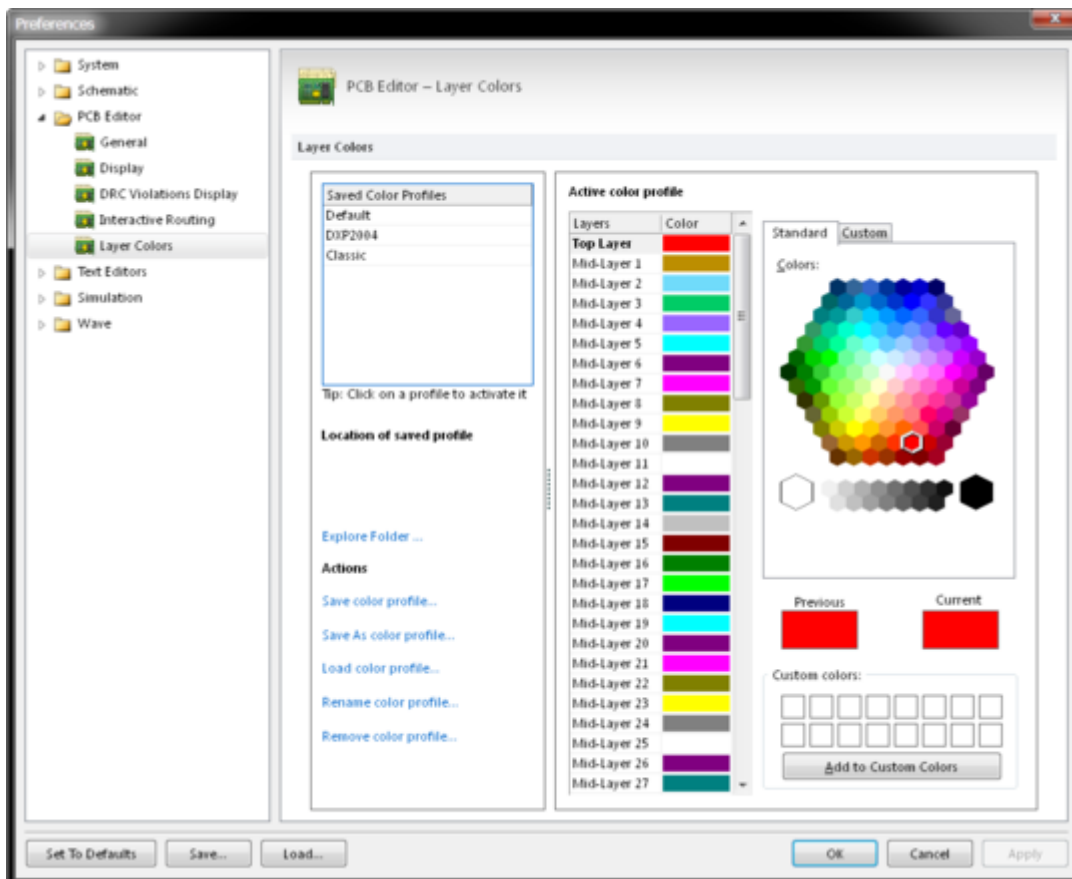 Preferences
System
Schematic
PCB Editor
General
Display
DRC Violations Display
Interactive Routing
Layer Colors
Text Editors
Simulation
Wave
PCB Editor – Layer Colors
Layer Colors
Saved Color Profiles
Default
DXP2004
Classic
Tip: Click on a profile to activate it
Location of saved profile
Explore Folder ...
Actions
Save color profile...
Save As color profile...
Load color profile...
Rename color profile...
Remove color profile...
Active color profile
Layers Color
Top Layer
Mid-Layer 1
Mid-Layer 2
Mid-Layer 3
Mid-Layer 4
Mid-Layer 5
Mid-Layer 6
Mid-Layer 7
Mid-Layer 8
Mid-Layer 9
Mid-Layer 10
Mid-Layer 11
Mid-Layer 12
Mid-Layer 13
Mid-Layer 14
Mid-Layer 15
Mid-Layer 16
Mid-Layer 17
Mid-Layer 18
Mid-Layer 19
Mid-Layer 20
Mid-Layer 21
Mid-Layer 22
Mid-Layer 23
Mid-Layer 24
Mid-Layer 25
Mid-Layer 26
Mid-Layer 27
Standard Custom
Colors:
Previous Current
Custom colors:
Add to Custom Colors
Set To Defaults Save... Load... OK Cancel Apply